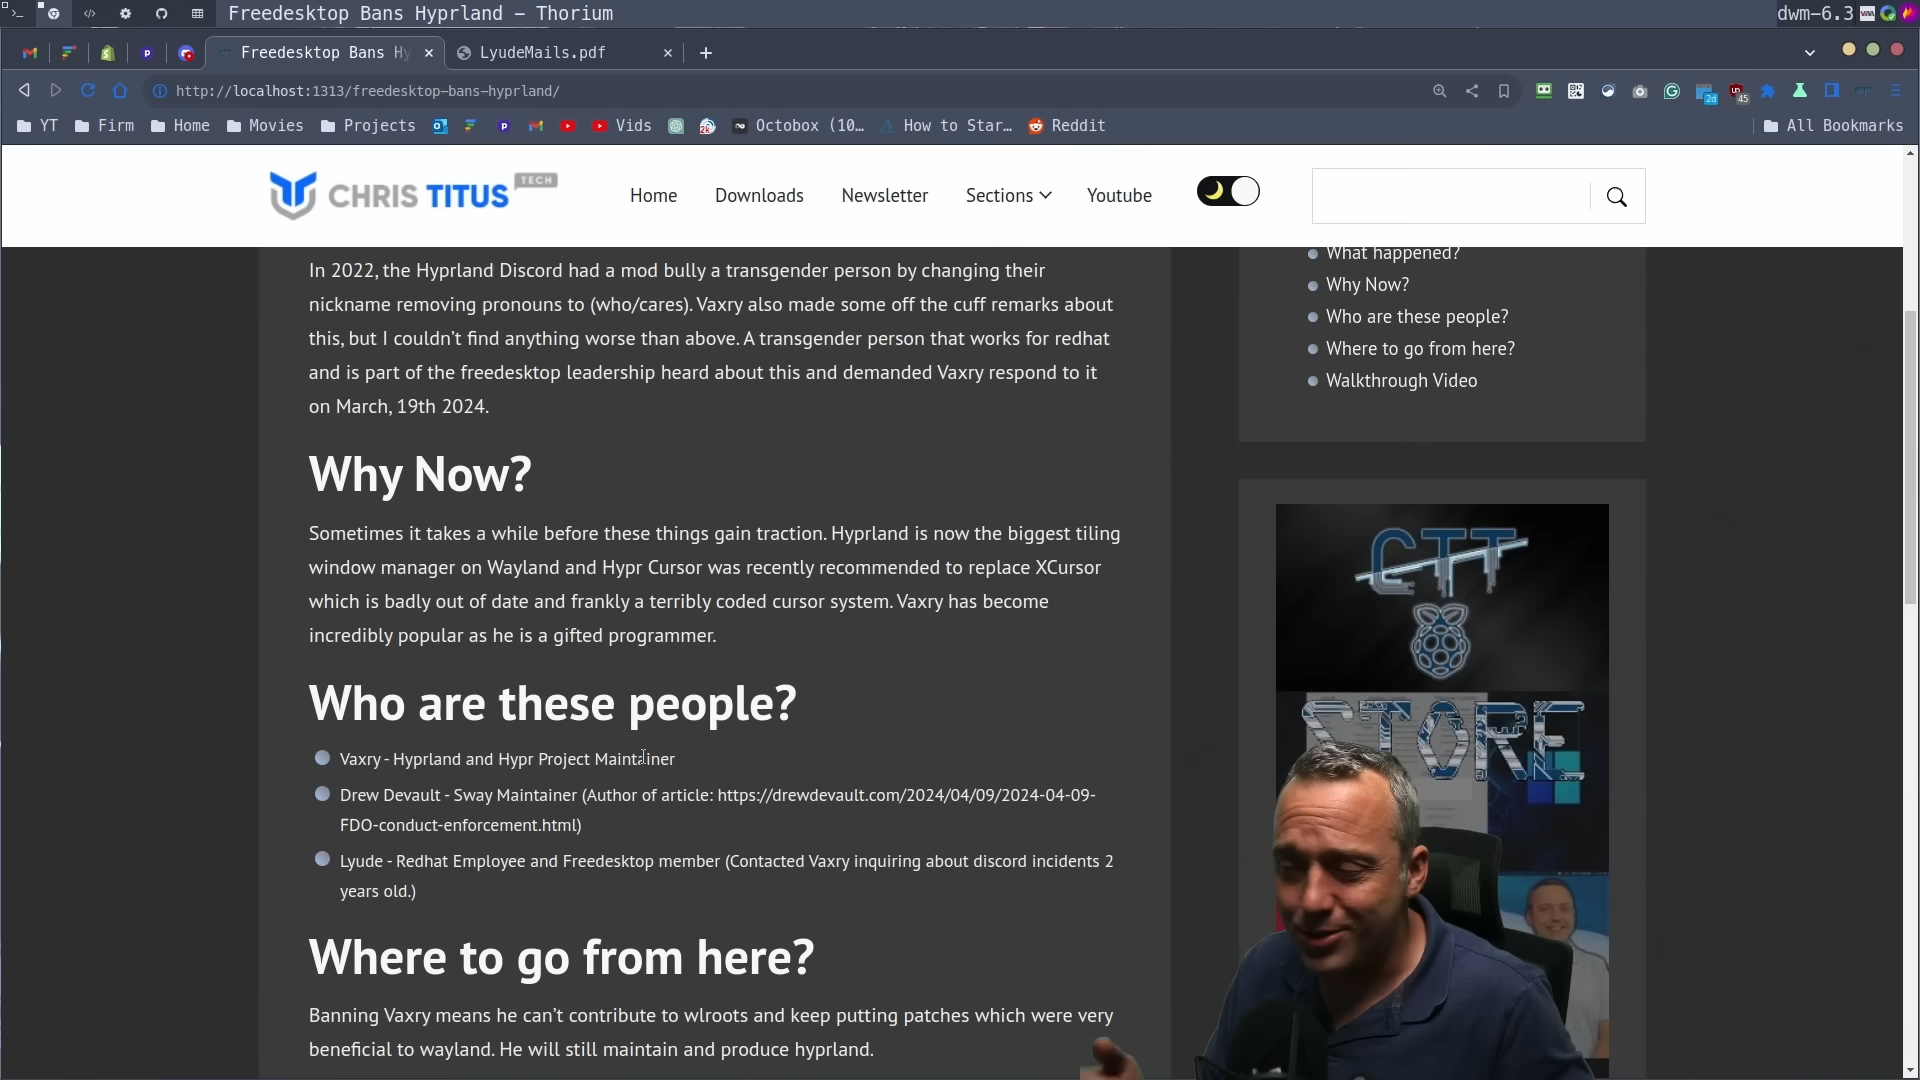 Freedesktop Bans Hyprland — Thorium
dwm-6.3
Freedesktop Bans Hy
LyudeMails.pdf
http://localhost:1313/freedesktop-bans-hyprland/
2d
45
YT
Firm
Home
Movies
Projects
Vids
Octobox (10...
How to Star...
Reddit
All Bookmarks
CHRIS TITUS TECH
Home
Downloads
Newsletter
Sections
Youtube
In 2022, the Hyprland Discord had a mod bully a transgender person by changing their
nickname removing pronouns to (who/cares). Vaxry also made some off the cuff remarks about
this, but I couldn't find anything worse than above. A transgender person that works for redhat
and is part of the freedesktop leadership heard about this and demanded Vaxry respond to it
on March, 19th 2024.
Why Now?
Sometimes it takes a while before these things gain traction. Hyprland is now the biggest tiling
window manager on Wayland and Hypr Cursor was recently recommended to replace XCursor
which is badly out of date and frankly a terribly coded cursor system. Vaxry has become
incredibly popular as he is a gifted programmer.
Who are these people?
Vaxry - Hyprland and Hypr Project Maintainer
Drew Devault - Sway Maintainer (Author of article: https://drewdevault.com/2024/04/09/2024-04-09-
FDO-conduct-enforcement.html)
Lyude - Redhat Employee and Freedesktop member (Contacted Vaxry inquiring about discord incidents 2
years old.)
Where to go from here?
Banning Vaxry means he can't contribute to wlroots and keep putting patches which were very
beneficial to wayland. He will still maintain and produce hyprland.
What happened?
Why Now?
Who are these people?
Where to go from here?
Walkthrough Video
CTT
STORE